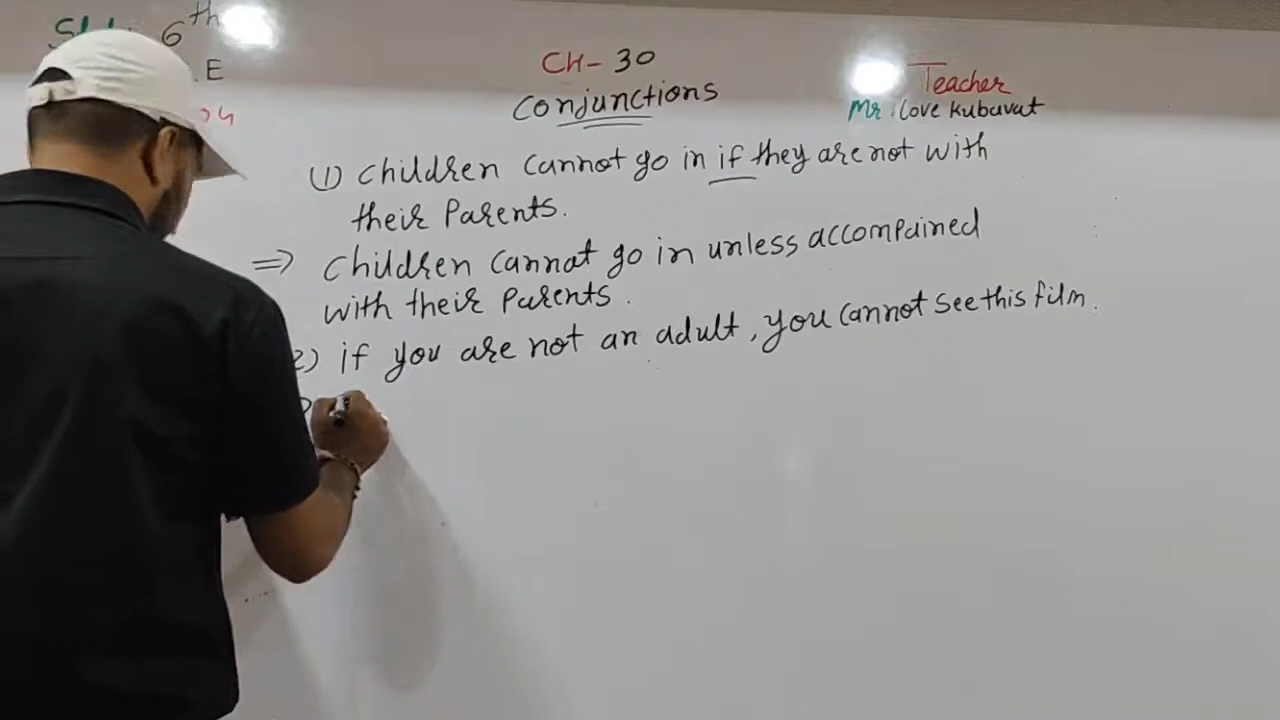 6th
CH- 30
.E
Conjunctions
Teacher
Mr : Love Kubavat
(1) children cannot go in if they are not with
their Parents.
⇒ children cannot go in unless accompained
with their Parents.
2) if you are not an adult, you cannot see this film.